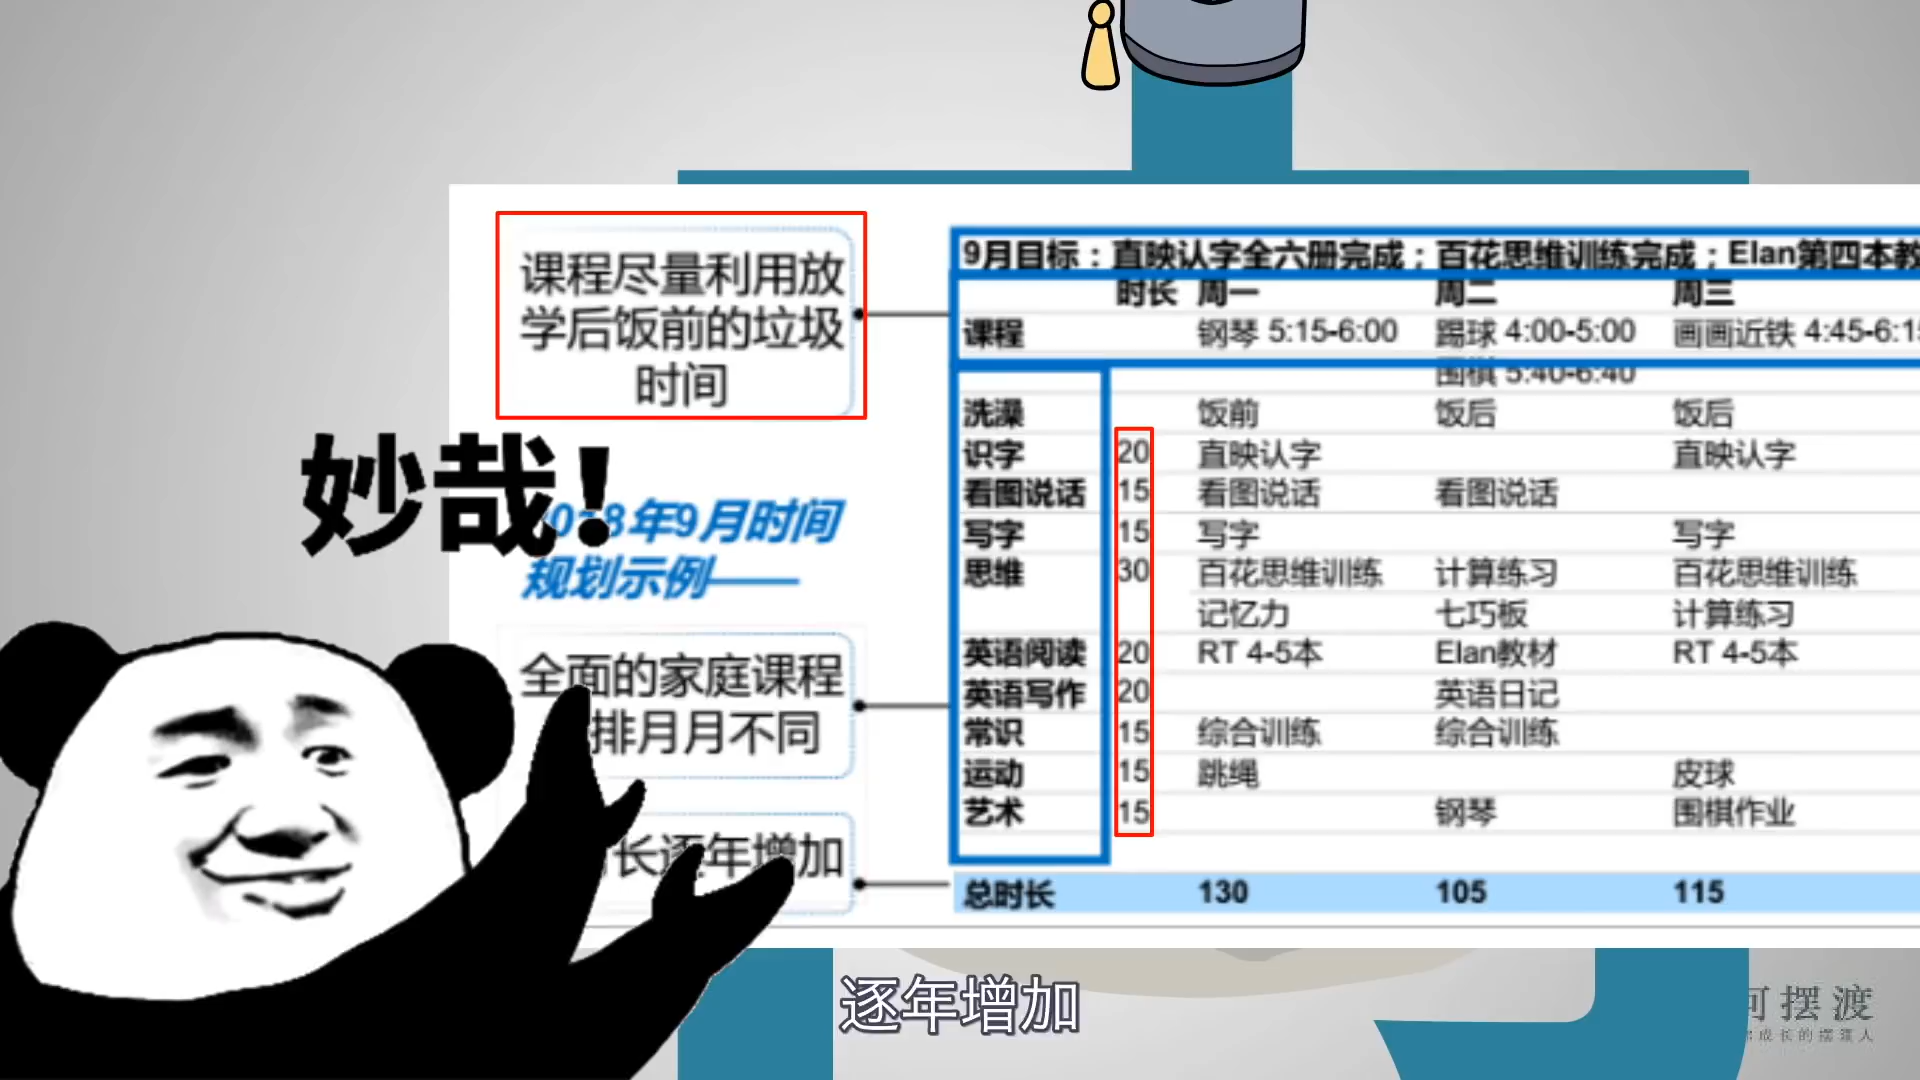 课程尽量利用放
学后饭前的垃圾
时间
妙哉!
8年9月时间
规划示例——
全面的家庭课程
排月月不同
长逐年增加
9月目标：直映认字全六册完成；百花思维训练完成；Elan第四本教
时长 周一 周二 周三
课程 钢琴 5:15-6:00 踢球 4:00-5:00 画画近铁 4:45-6:1
围棋 5:40-6:40
洗澡 饭前 饭后 饭后
识字 20 直映认字 直映认字
看图说话 15 看图说话 看图说话
写字 15 写字 写字
思维 30 百花思维训练 计算练习 百花思维训练
记忆力 七巧板 计算练习
英语阅读 20 RT 4-5本 Elan教材 RT 4-5本
英语写作 20 英语日记
常识 15 综合训练 综合训练
运动 15 跳绳 皮球
艺术 15 钢琴 围棋作业
总时长 130 105 115
逐年增加
摆渡
成长的摆渡人